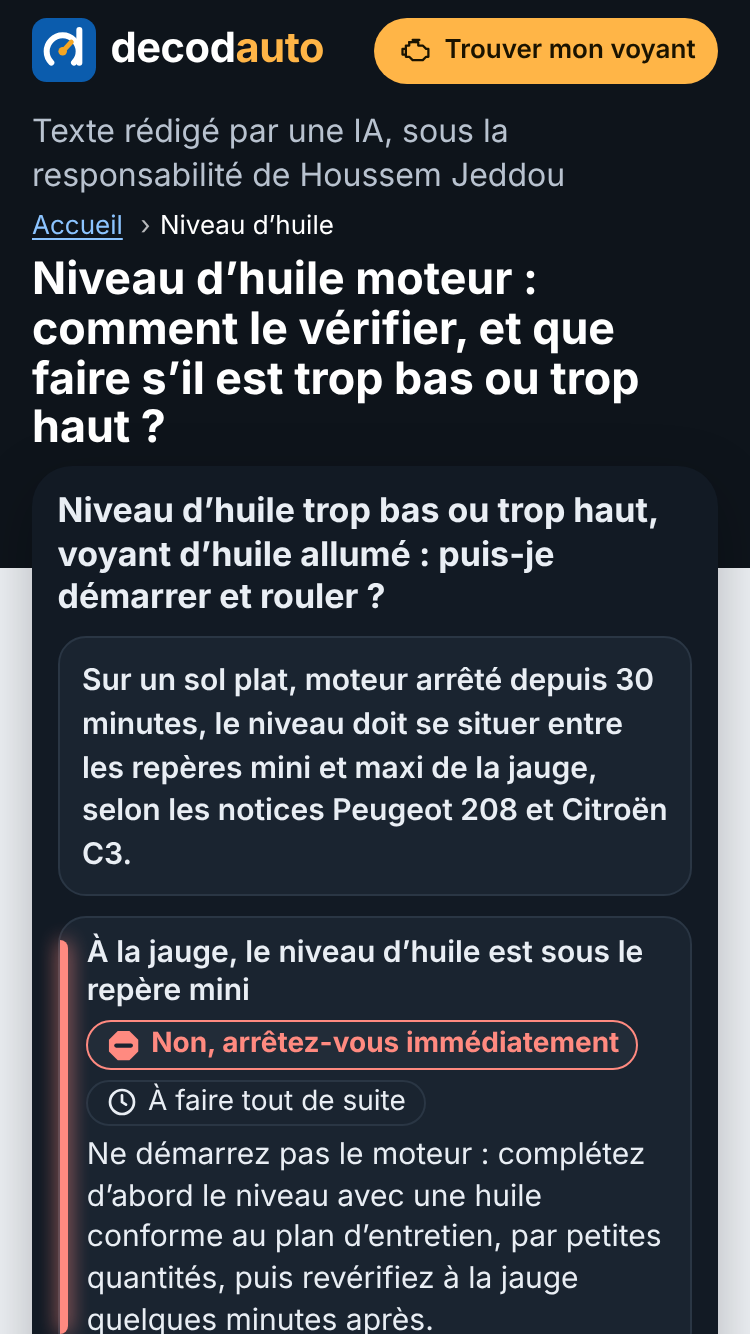 decodauto
Trouver mon voyant
Texte rédigé par une IA, sous la
responsabilité de Houssem Jeddou
Accueil › Niveau d’huile
Niveau d’huile moteur :
comment le vérifier, et que
faire s’il est trop bas ou trop
haut ?
Niveau d’huile trop bas ou trop haut,
voyant d’huile allumé : puis-je
démarrer et rouler ?
Sur un sol plat, moteur arrêté depuis 30
minutes, le niveau doit se situer entre
les repères mini et maxi de la jauge,
selon les notices Peugeot 208 et Citroën
C3.
À la jauge, le niveau d’huile est sous le
repère mini
Non, arrêtez-vous immédiatement
À faire tout de suite
Ne démarrez pas le moteur : complétez
d’abord le niveau avec une huile
conforme au plan d’entretien, par petites
quantités, puis revérifiez à la jauge
quelques minutes après.